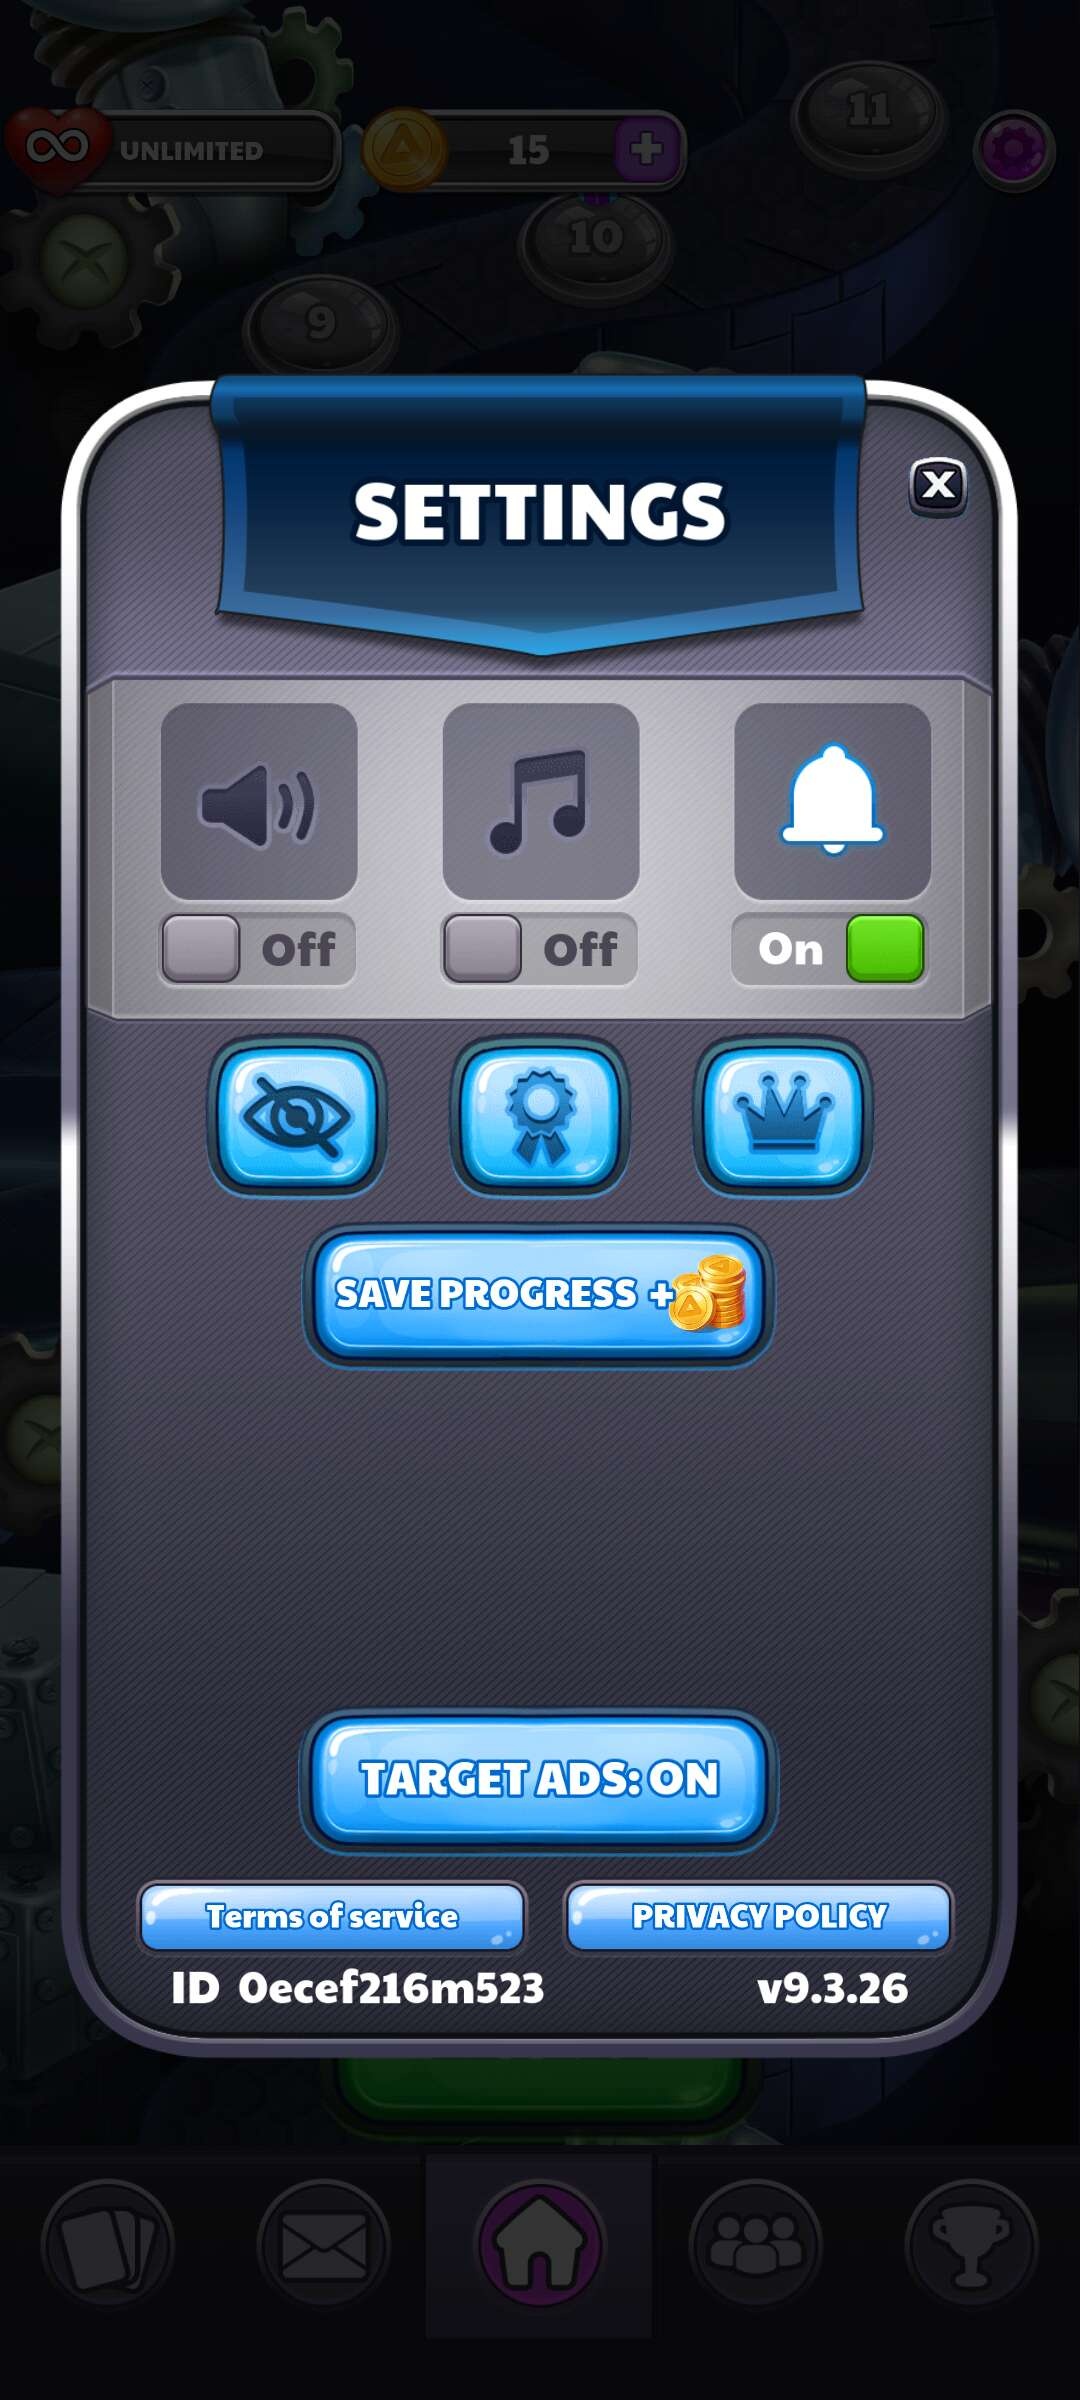 11
UNLIMITED
15
10
9
SETTINGS
Off
Off
On
SAVE PROGRESS +
TARGET ADS: ON
Terms of service
PRIVACY POLICY
ID 0ecef216m523
v9.3.26